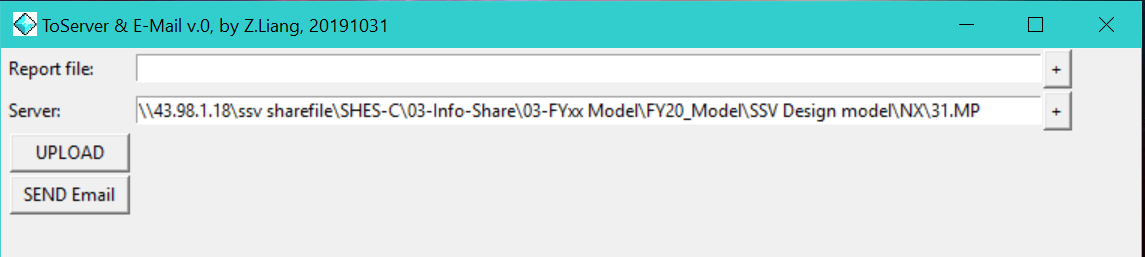 ToServer & E-Mail v.0, by Z.Liang, 20191031
Report file: +
Server: \\43.98.1.18\ssv sharefile\SHES-C\03-Info-Share\03-FYxx Model\FY20_Model\SSV Design model\NX\31.MP +
UPLOAD
SEND Email